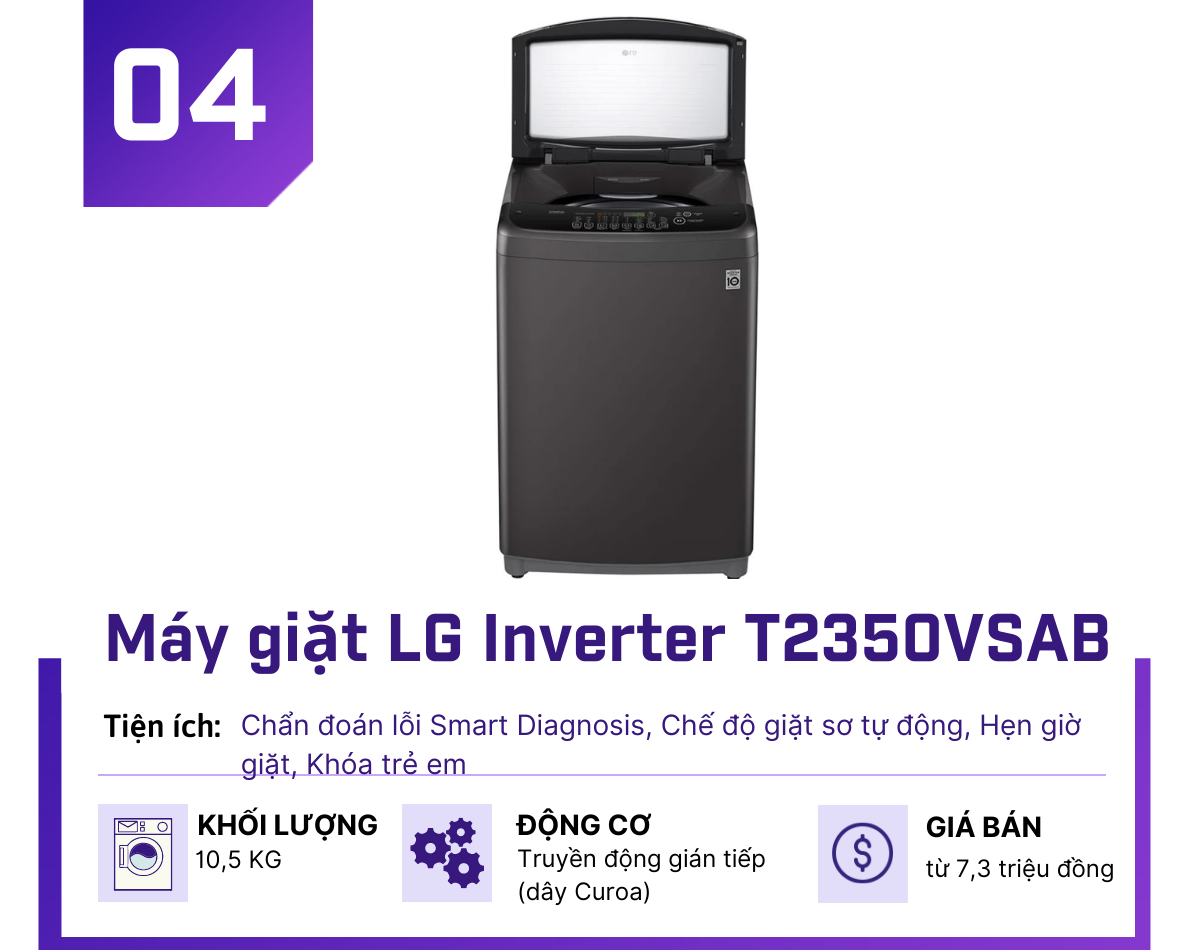 04
LG
10
Máy giặt LG Inverter T2350VSAB
Tiện ích: Chẩn đoán lỗi Smart Diagnosis, Chế độ giặt sơ tự động, Hẹn giờ
giặt, Khóa trẻ em
KHỐI LƯỢNG
10,5 KG
ĐỘNG CƠ
Truyền động gián tiếp
(dây Curoa)
GIÁ BÁN
từ 7,3 triệu đồng